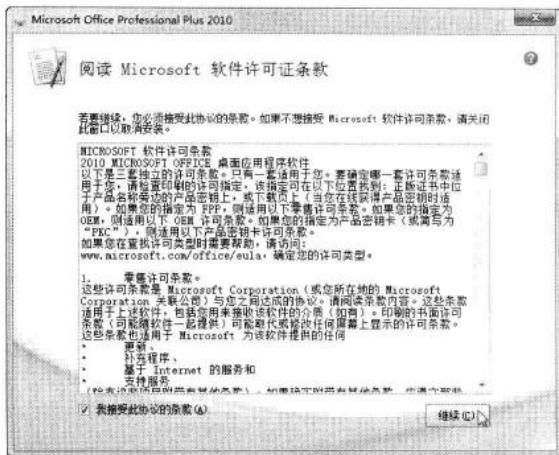 Microsoft Office Professional Plus 2010
阅读 Microsoft 软件许可证条款
若要继续，您必须接受此协议的条款。如果不想接受 Microsoft 软件许可条款，请关闭
此窗口以取消安装。
MICROSOFT 软件许可条款
2010 MICROSOFT OFFICE 桌面应用程序软件
以下是三套独立的许可条款。只有一套适用于您。要确定哪一套许可条款适
用于您，请检查印刷的许可指定，该指定可在以下位置找到：正版证书中位
于产品名称旁边的产品密钥上，或下载页上（当您在线获得产品密钥时适
用）。如果您的指定为 FPP，则适用以下零售许可条款。如果您的指定为
OEM，则适用以下 OEM 许可条款。如果您的指定为产品密钥卡（或简写为
“PKC”），则适用以下产品密钥卡许可条款。
如果您在查找许可类型时需要帮助，请访问：
www.microsoft.com/office/eula，确定您的许可类型。
1. 零售许可条款。
这些许可条款是 Microsoft Corporation（或您所在地的 Microsoft
Corporation 关联公司）与您之间达成的协议。请阅读条款内容。这些条款
适用于上述软件，包括您用来接收该软件的介质（如有）。印刷的书面许可
条款（可能随软件一起提供）可能取代或修改任何屏幕上显示的许可条款。
这些条款也适用于 Microsoft 为该软件提供的任何
• 更新、
• 补充程序、
• 基于 Internet 的服务和
• 支持服务
我接受此协议的条款(A)
继续(C)